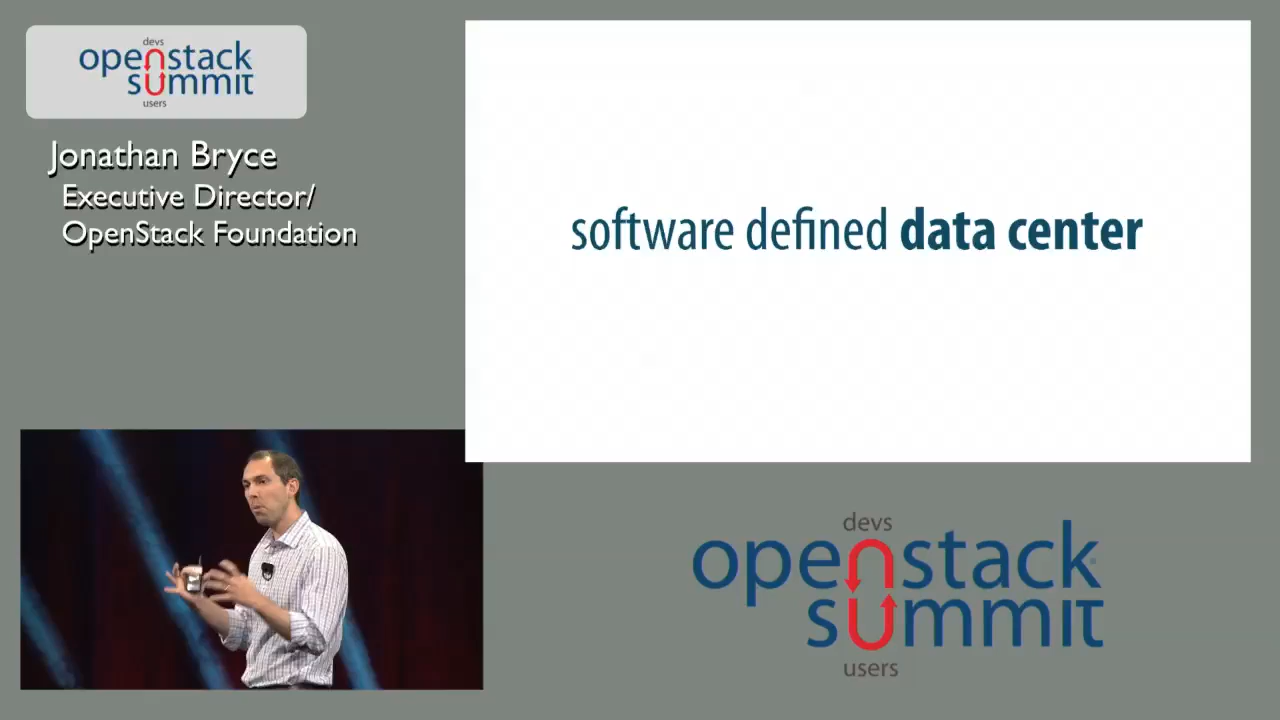 devs
openstack
summit
users
Jonathan Bryce
Executive Director/
OpenStack Foundation
software defined data center
devs
openstack
summit
users